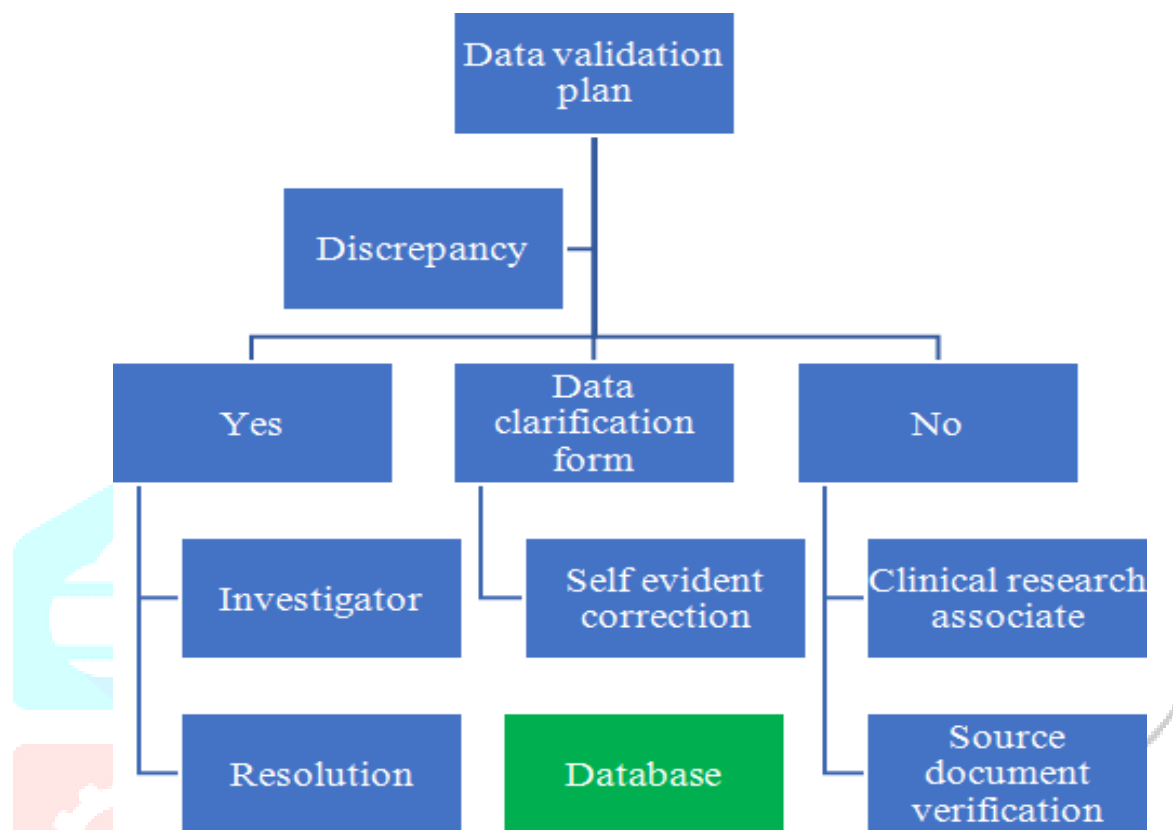 Data validation
plan
Discrepancy
Yes
Data
clarification
form
No
Investigator
Self evident
correction
Clinical research
associate
Resolution
Database
Source
document
verification